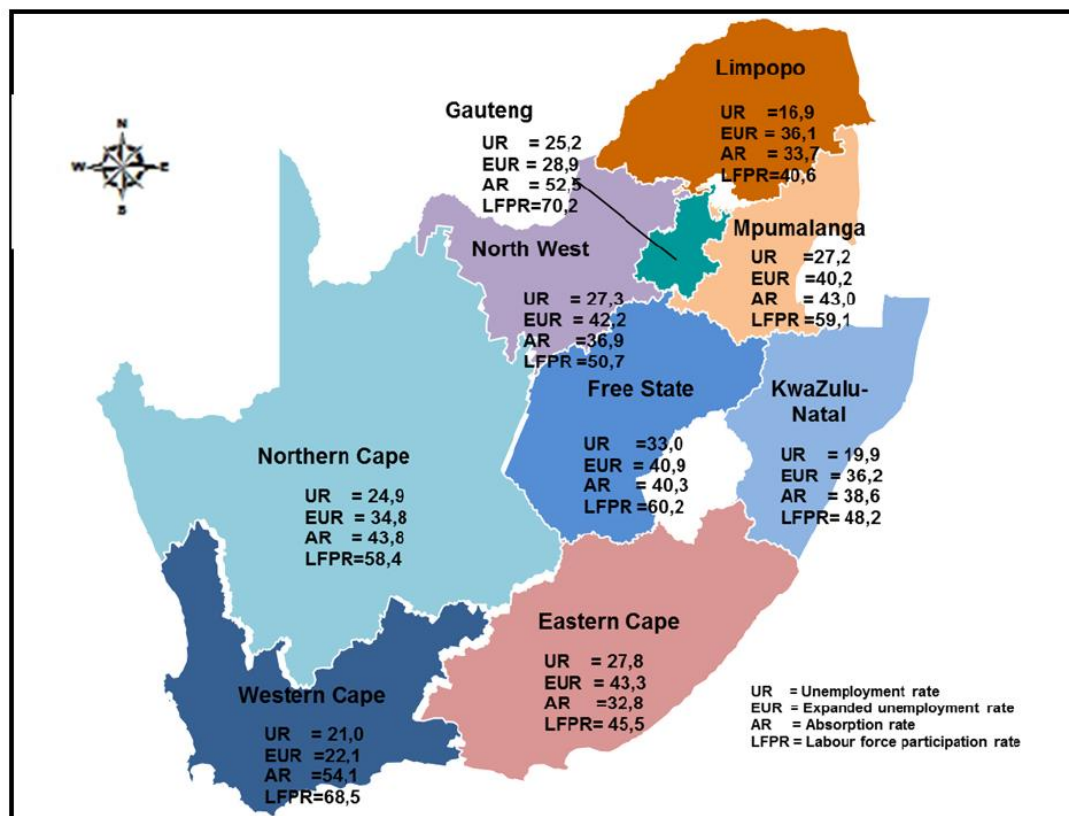 N
W E
S
Limpopo
UR =16,9
EUR = 36,1
AR = 33,7
LFPR=40,6
Gauteng
UR = 25,2
EUR = 28,9
AR = 52,5
LFPR=70,2
Mpumalanga
UR =27,2
EUR =40,2
AR = 43,0
LFPR=59,1
North West
UR = 27,3
EUR = 42,2
AR = 36,9
LFPR=50,7
Free State
UR =33,0
EUR = 40,9
AR = 40,3
LFPR=60,2
KwaZulu-
Natal
UR = 19,9
EUR = 36,2
AR = 38,6
LFPR= 48,2
Northern Cape
UR = 24,9
EUR = 34,8
AR = 43,8
LFPR=58,4
Eastern Cape
UR = 27,8
EUR = 43,3
AR =32,8
LFPR= 45,5
Western Cape
UR = 21,0
EUR =22,1
AR =54,1
LFPR=68,5
UR = Unemployment rate
EUR = Expanded unemployment rate
AR = Absorption rate
LFPR = Labour force participation rate